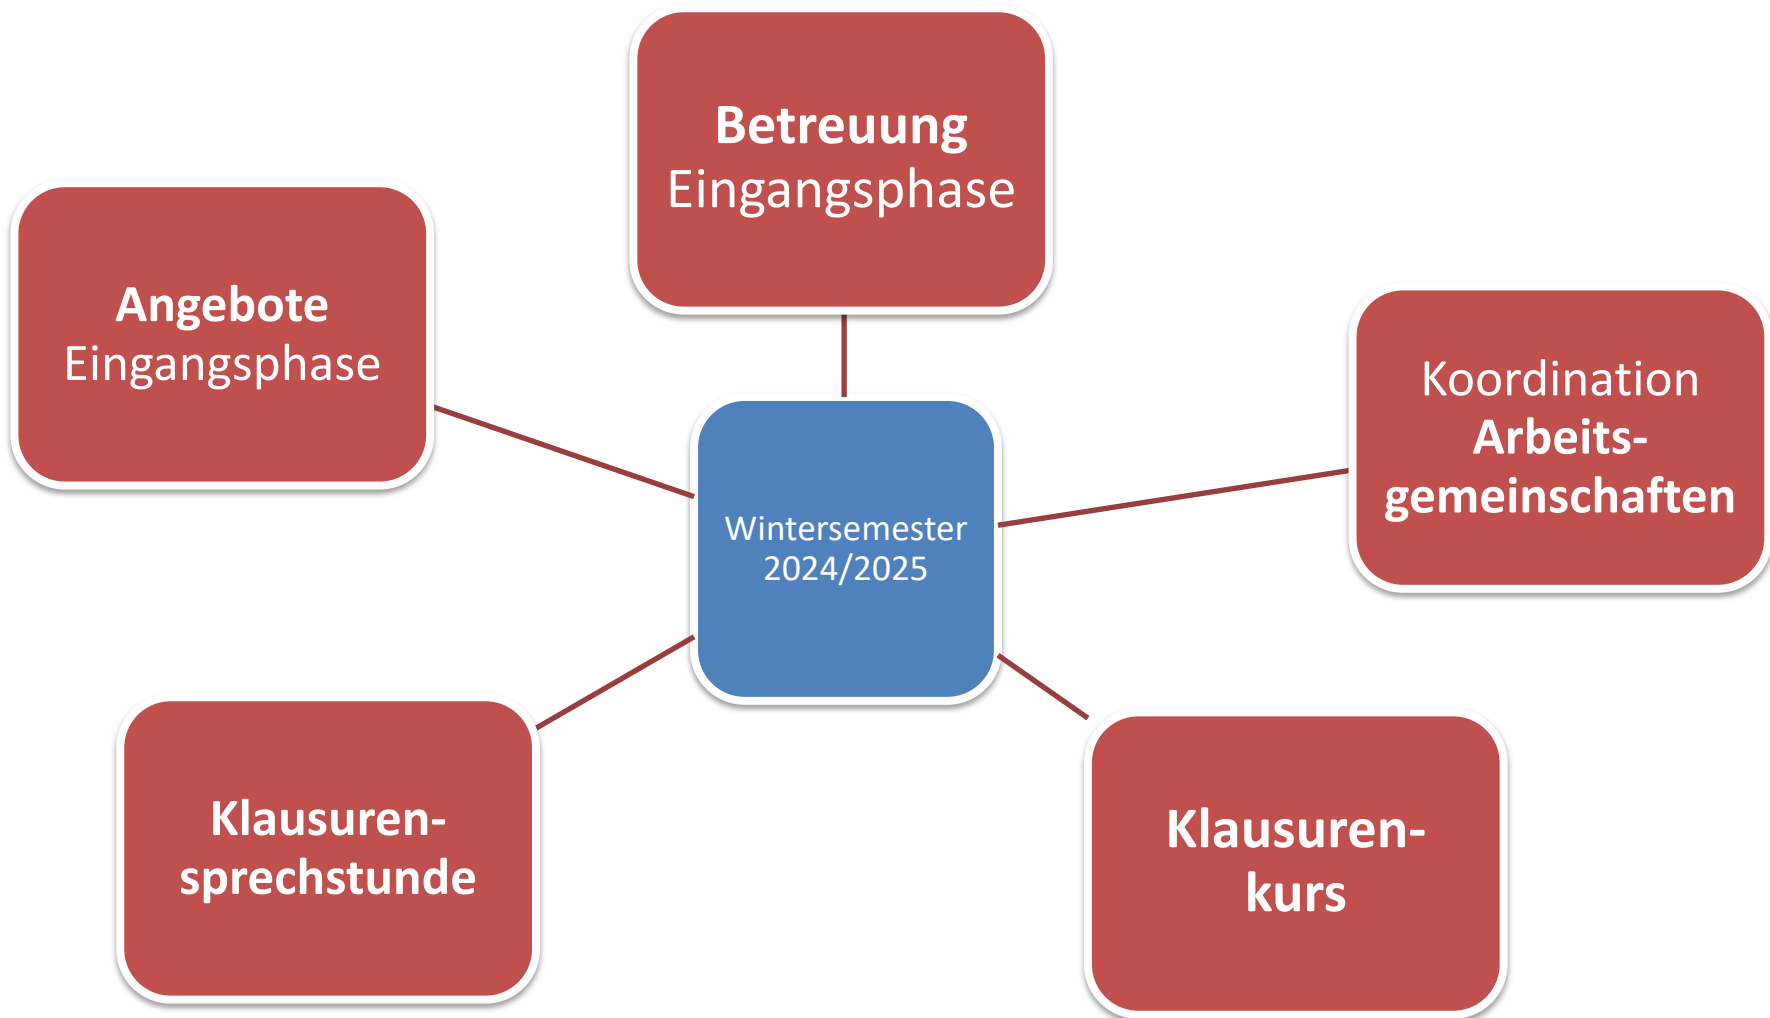 Betreuung
Eingangsphase
Angebote
Eingangsphase
Koordination
Arbeits-
gemeinschaften
Wintersemester
2024/2025
Klausuren-
sprechstunde
Klausuren-
kurs